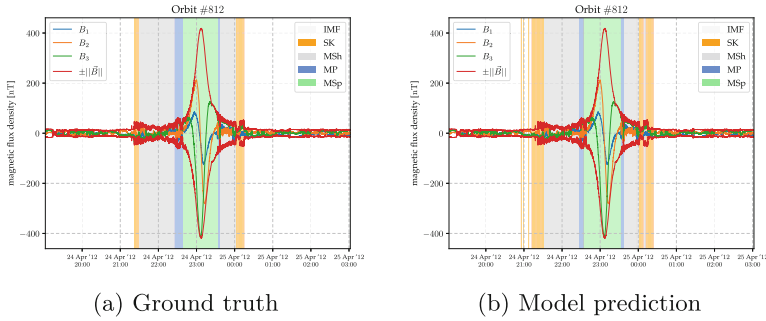 Orbit #812
magnetic flux density [nT]
400
200
0
−200
−400
B₁
B₂
B₃
±||B⃗||
IMF
SK
MSh
MP
MSp
24 Apr '12 20:00
24 Apr '12 21:00
24 Apr '12 22:00
24 Apr '12 23:00
25 Apr '12 00:00
25 Apr '12 01:00
25 Apr '12 02:00
25 Apr '12 03:00
(a) Ground truth
Orbit #812
magnetic flux density [nT]
400
200
0
−200
−400
B₁
B₂
B₃
±||B⃗||
IMF
SK
MSh
MP
MSp
24 Apr '12 20:00
24 Apr '12 21:00
24 Apr '12 22:00
24 Apr '12 23:00
25 Apr '12 00:00
25 Apr '12 01:00
25 Apr '12 02:00
25 Apr '12 03:00
(b) Model prediction